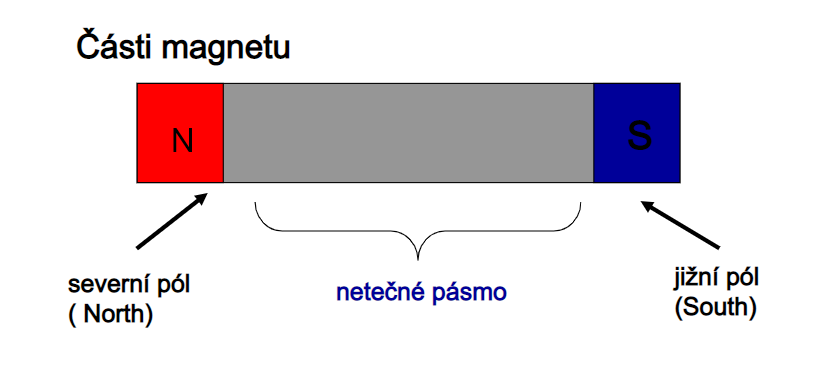 Části magnetu
N
S
severní pól
( North)
netečné pásmo
jižní pól
(South)